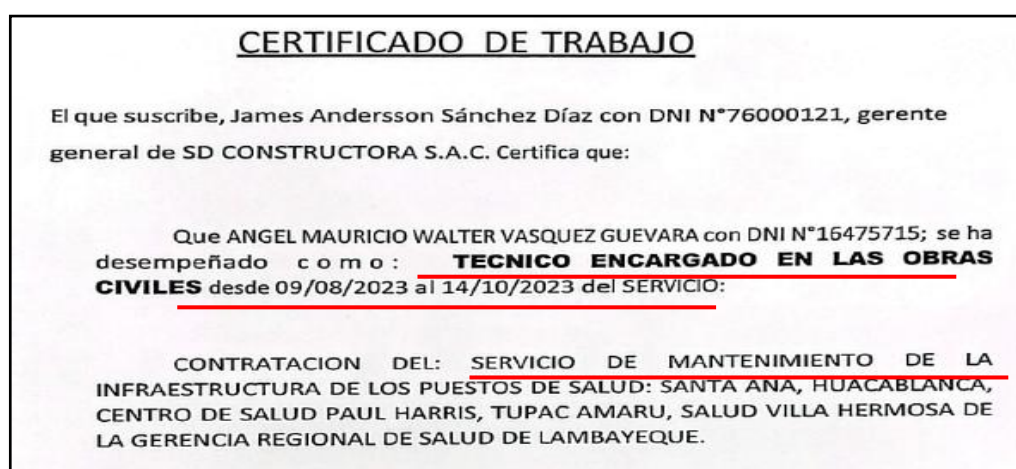 CERTIFICADO DE TRABAJO
El que suscribe, James Andersson Sánchez Díaz con DNI N°76000121, gerente
general de SD CONSTRUCTORA S.A.C. Certifica que:
Que ANGEL MAURICIO WALTER VASQUEZ GUEVARA con DNI N°16475715; se ha
desempeñado como: TECNICO ENCARGADO EN LAS OBRAS
CIVILES desde 09/08/2023 al 14/10/2023 del SERVICIO:
CONTRATACION DEL: SERVICIO DE MANTENIMIENTO DE LA
INFRAESTRUCTURA DE LOS PUESTOS DE SALUD: SANTA ANA, HUACABLANCA,
CENTRO DE SALUD PAUL HARRIS, TUPAC AMARU, SALUD VILLA HERMOSA DE
LA GERENCIA REGIONAL DE SALUD DE LAMBAYEQUE.